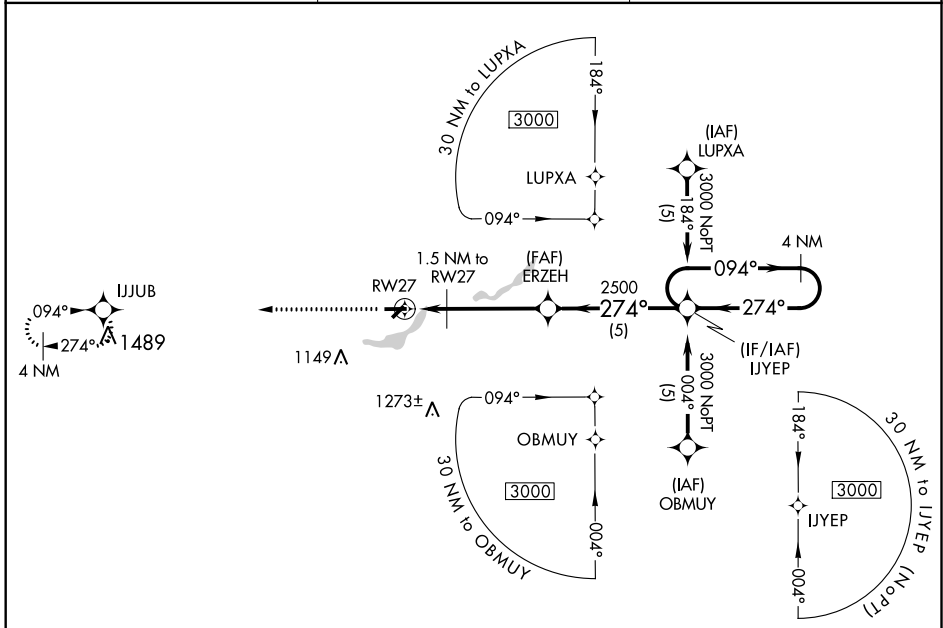 30 NM to LUPXA
184°
3000
LUPXA
094°
(IAF)
LUPXA
3000 NoPT
184°
(5)
4 NM
094°
1.5 NM to
RW27
(FAF)
ERZEH
RW27
2500
274°
(5)
274°
IJJUB
094°
274°
1489
4 NM
(IF/IAF)
IJYEP
1149
1273±
094°
3000 NoPT
004°
(5)
OBMUY
3000
004°
30 NM to OBMUY
(IAF)
OBMUY
184°
3000
IJYEP
004°
30 NM to IJYEP (NoPT)